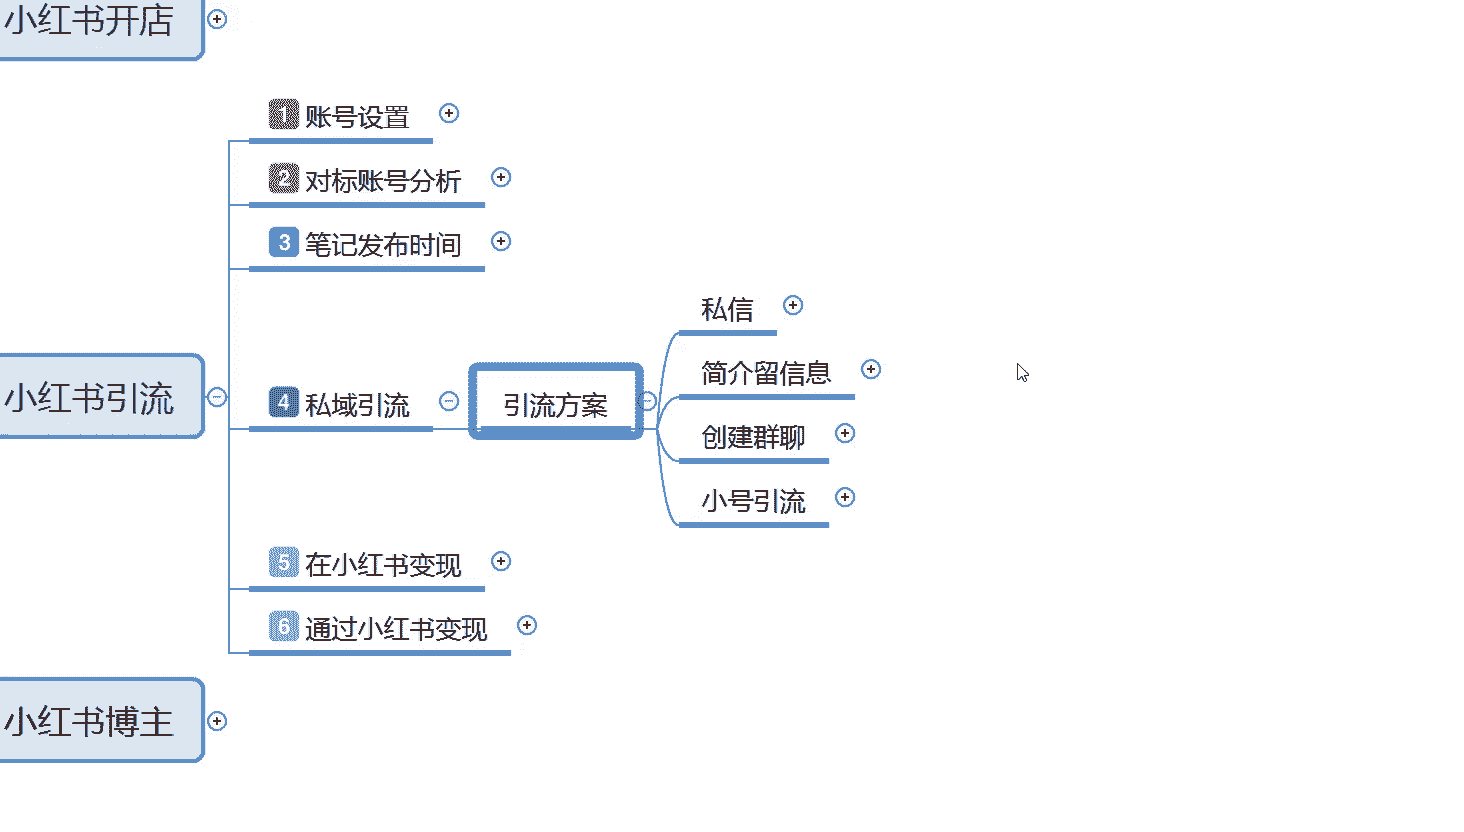 小红书开店
1 账号设置
2 对标账号分析
3 笔记发布时间
小红书引流
4 私域引流
引流方案
私信
简介留信息
创建群聊
小号引流
5 在小红书变现
6 通过小红书变现
小红书博主